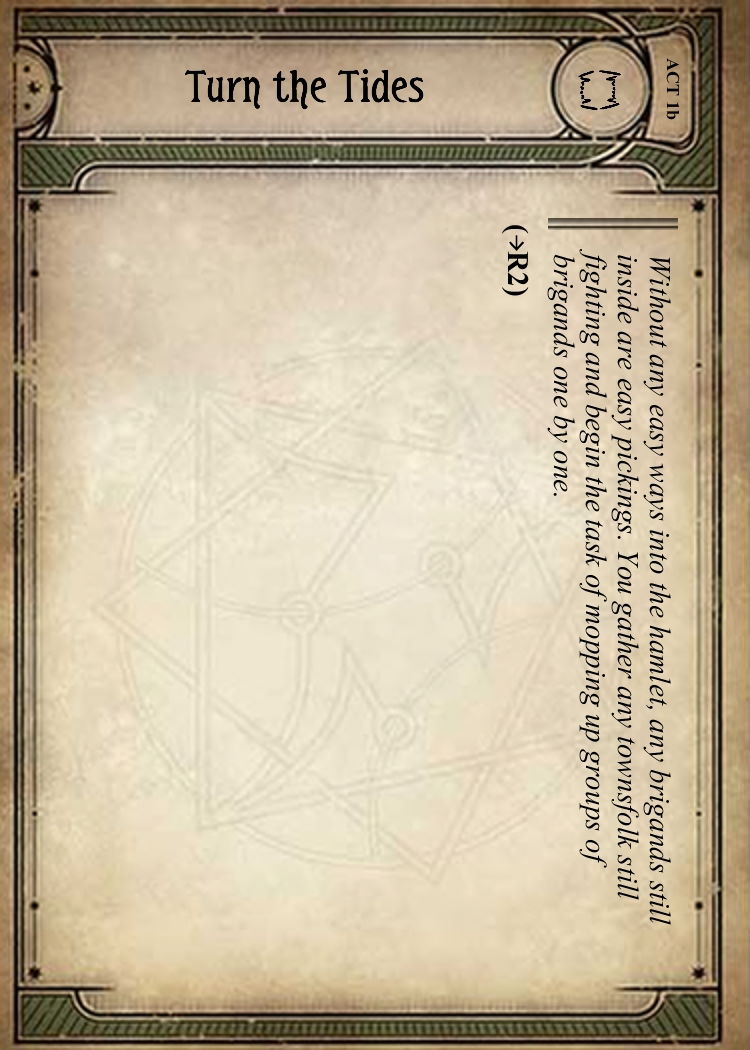 ACT 1b
Turn the Tides
Without any easy ways into the hamlet, any brigands still
inside are easy pickings. You gather any townsfolk still
fighting and begin the task of mopping up groups of
brigands one by one.
(→R2)